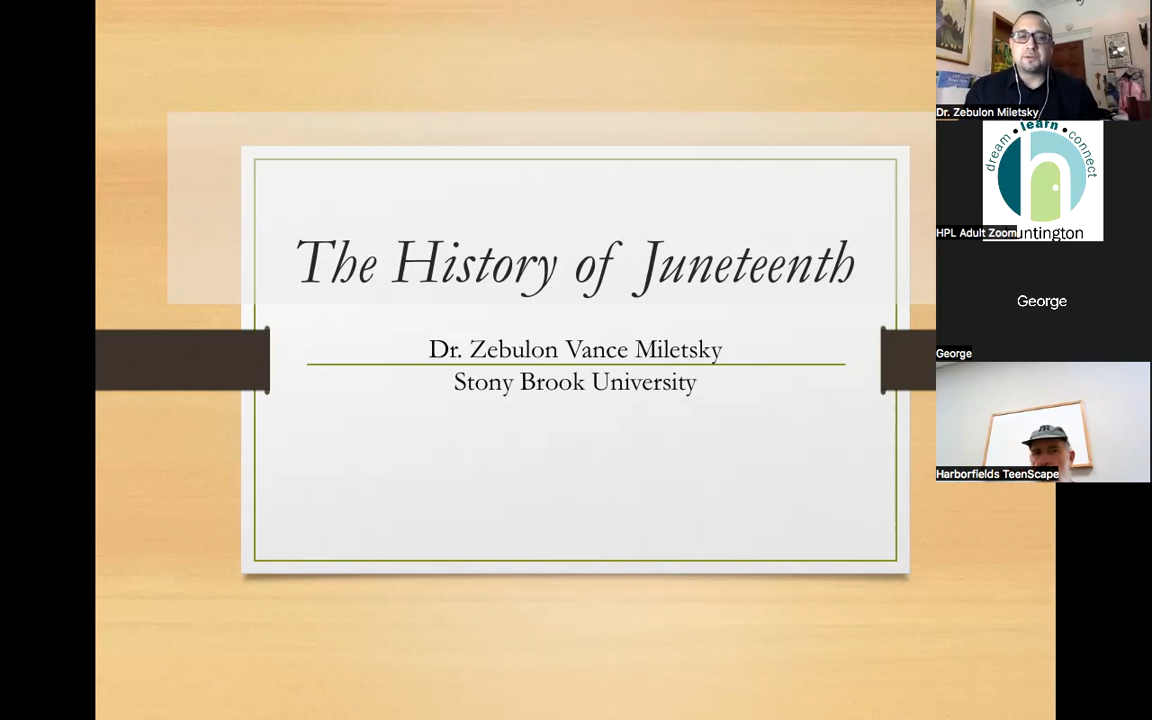 The History of Juneteenth
Dr. Zebulon Vance Miletsky
Stony Brook University
Dr. Zebulon Miletsky
dream • learn • connect
h
HPL Adult Zoom
untington
George
George
Harborfields TeenScape